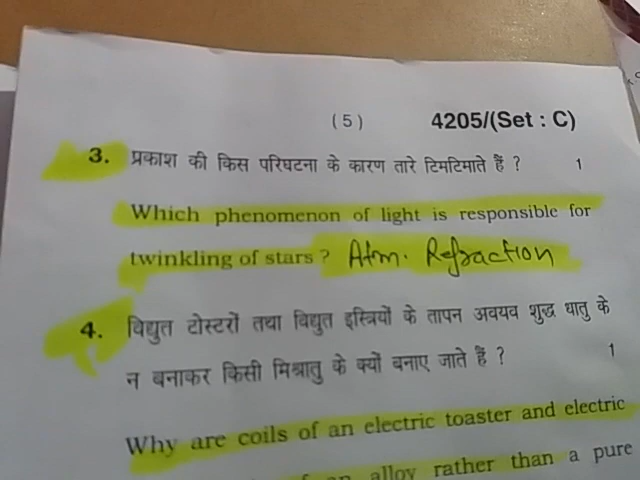 (5) 4205/(Set : C)
3. प्रकाश की किस परिघटना के कारण तारे टिमटिमाते हैं ? 1
Which phenomenon of light is responsible for
twinkling of stars ? Atm. Refraction
4. विद्युत टोस्टरों तथा विद्युत इस्त्रियों के तापन अवयव शुद्ध धातु के
न बनाकर किसी मिश्रातु के क्यों बनाए जाते हैं ? 1
Why are coils of an electric toaster and electric
an alloy rather than a pure